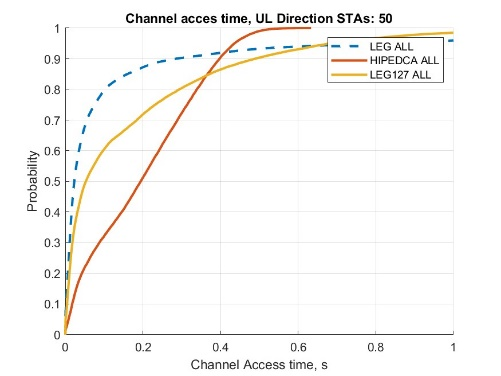 Channel acces time, UL Direction STAs: 50
LEG ALL
HIPEDCA ALL
LEG127 ALL
Probability
1
0.9
0.8
0.7
0.6
0.5
0.4
0.3
0.2
0.1
0
0 0.2 0.4 0.6 0.8 1
Channel Access time, s